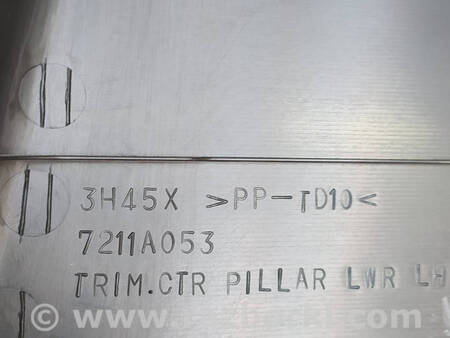 3H45X >PP-TD10<
7211A053
TRIM.CTR PILLAR LWR LH